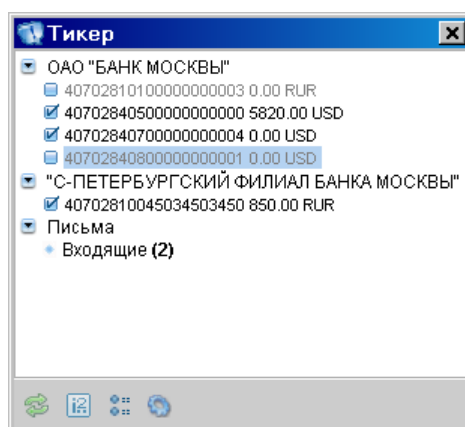 Тикер
ОАО "БАНК МОСКВЫ"
40702810100000000003 0.00 RUR
40702840500000000000 5820.00 USD
40702840700000000004 0.00 USD
40702840800000000001 0.00 USD
"С-ПЕТЕРБУРГСКИЙ ФИЛИАЛ БАНКА МОСКВЫ"
40702810045034503450 850.00 RUR
Письма
Входящие (2)